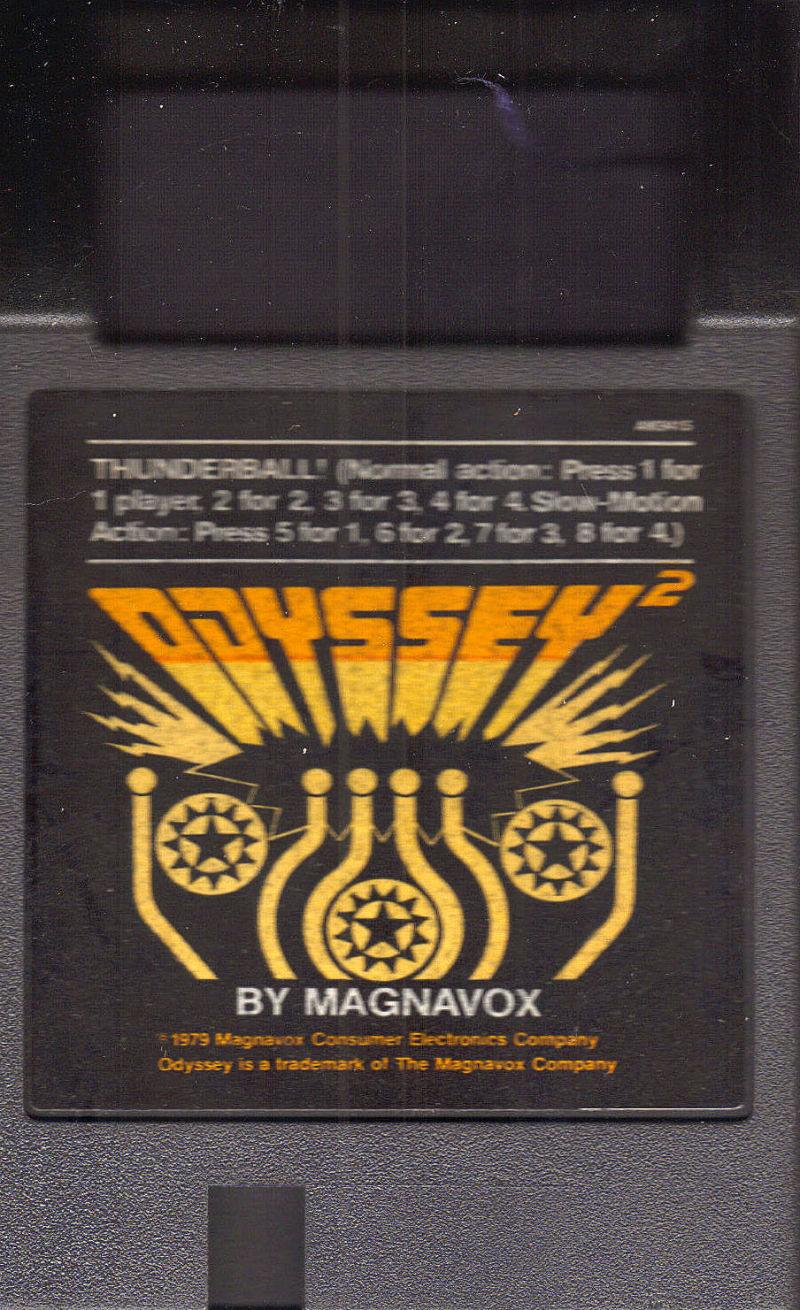 THUNDERBALL! (Normal action: Press 1 for
1 player, 2 for 2, 3 for 3, 4 for 4. Slow-Motion
Action: Press 5 for 1, 6 for 2, 7 for 3, 8 for 4.)
ODYSSEY²
BY MAGNAVOX
© 1979 Magnavox Consumer Electronics Company
Odyssey is a trademark of The Magnavox Company